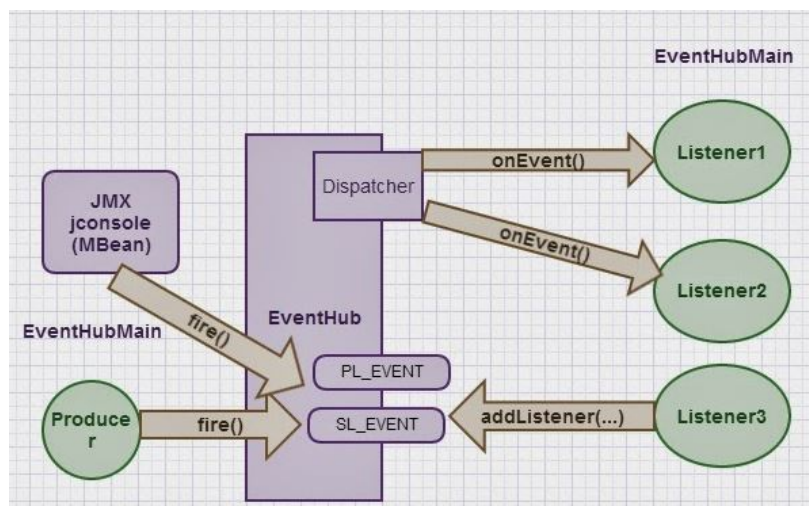 EventHubMain
onEvent()
Listener1
Dispatcher
JMX
jconsole
(MBean)
onEvent()
Listener2
fire()
EventHub
EventHubMain
PL_EVENT
Produce
r
fire()
SL_EVENT
addListener(...)
Listener3